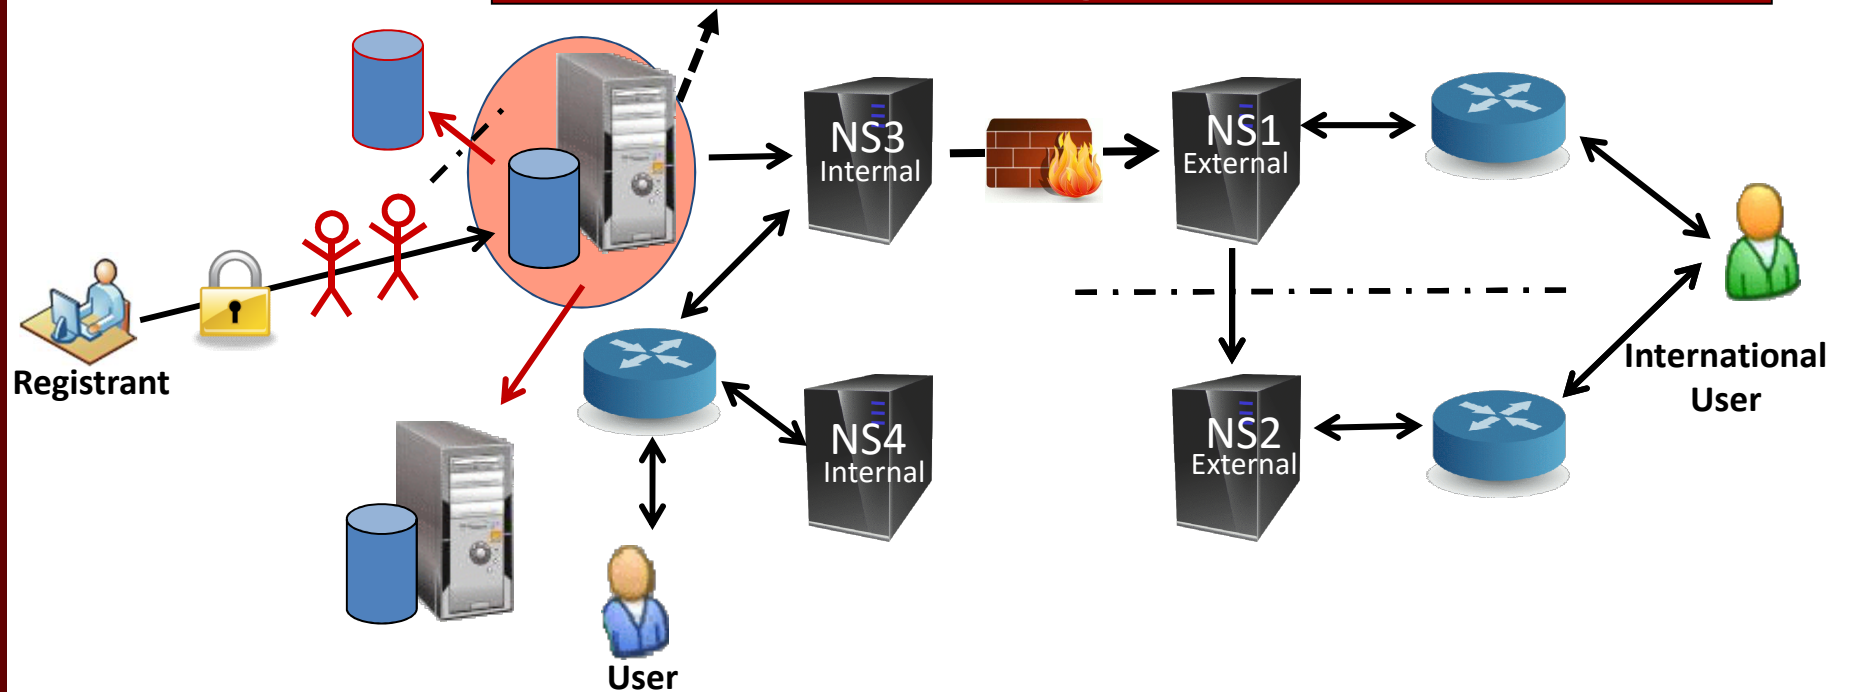 NS3
Internal
NS1
External
Registrant
International
User
NS4
Internal
NS2
External
User